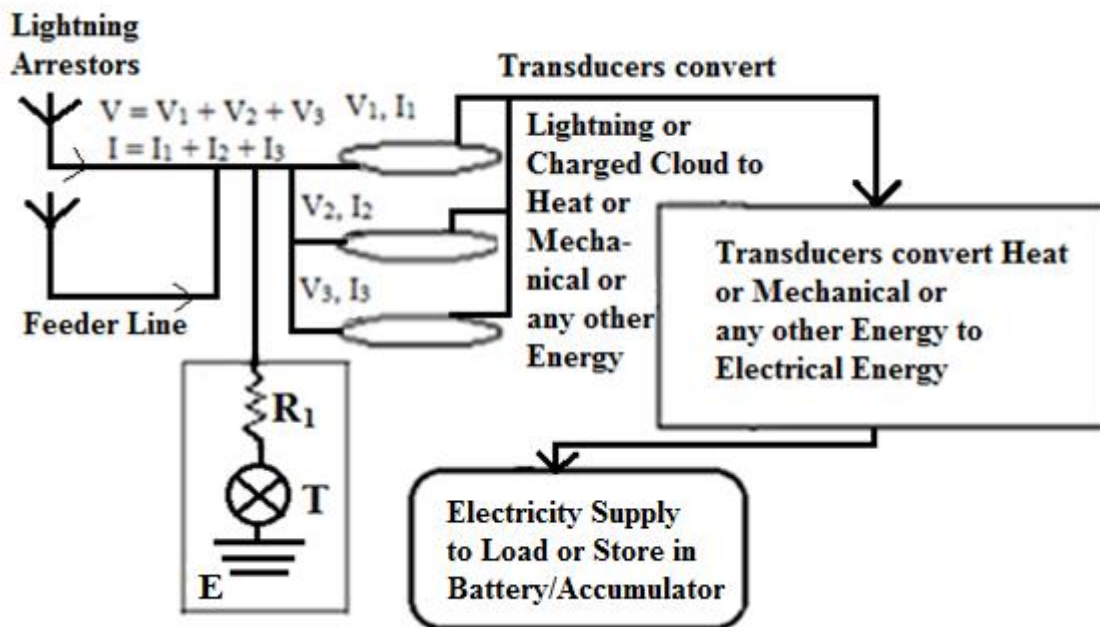 Lightning
Arrestors
V = V₁ + V₂ + V₃
I = I₁ + I₂ + I₃
V₁, I₁
V₂, I₂
V₃, I₃
Feeder Line
Transducers convert
Lightning or
Charged Cloud to
Heat or
Mecha-
nical or
any other
Energy
Transducers convert Heat
or Mechanical or
any other Energy to
Electrical Energy
R₁
T
E
Electricity Supply
to Load or Store in
Battery/Accumulator